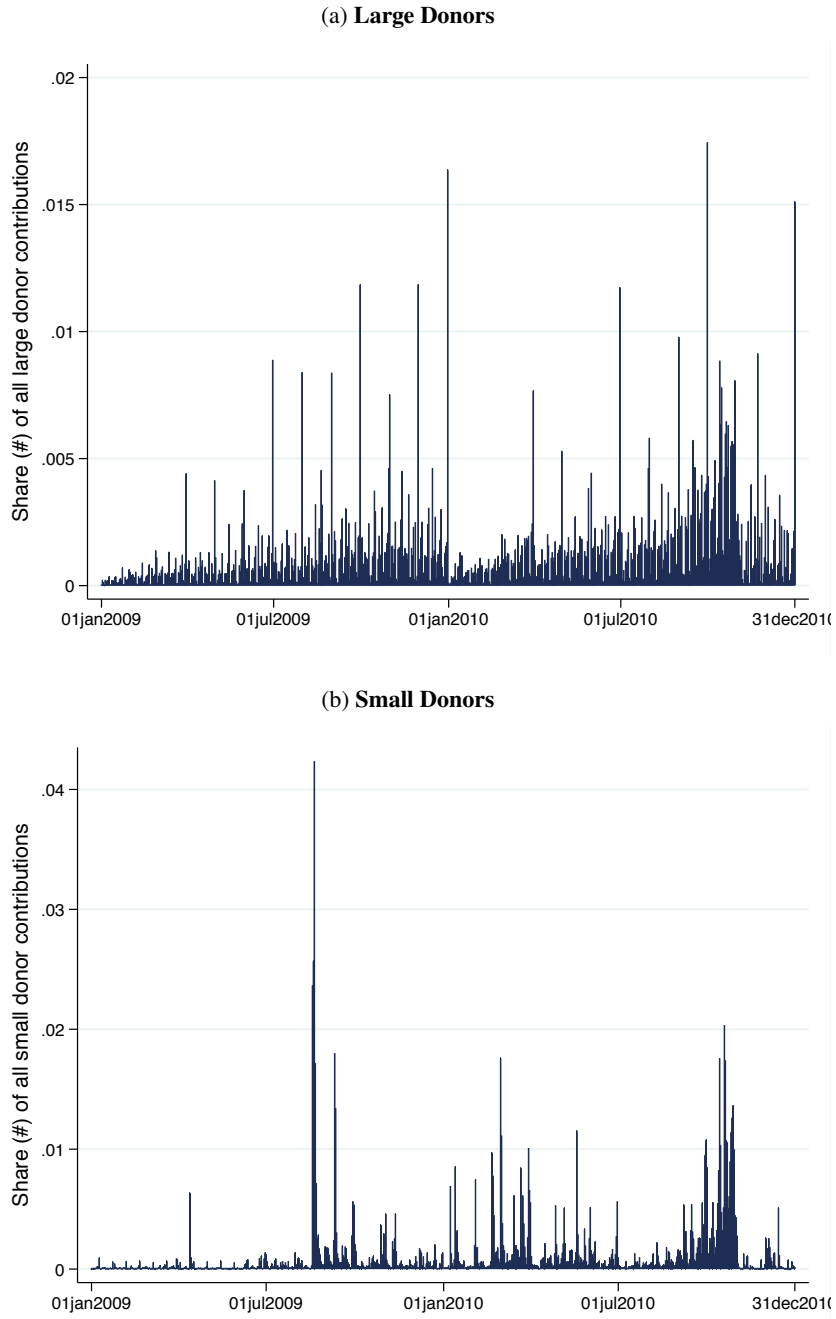 (a) Large Donors
.02
.015
.01
.005
0
Share (#) of all large donor contributions
01jan2009 01jul2009 01jan2010 01jul2010 31dec2010
(b) Small Donors
.04
.03
.02
.01
0
Share (#) of all small donor contributions
01jan2009 01jul2009 01jan2010 01jul2010 31dec2010